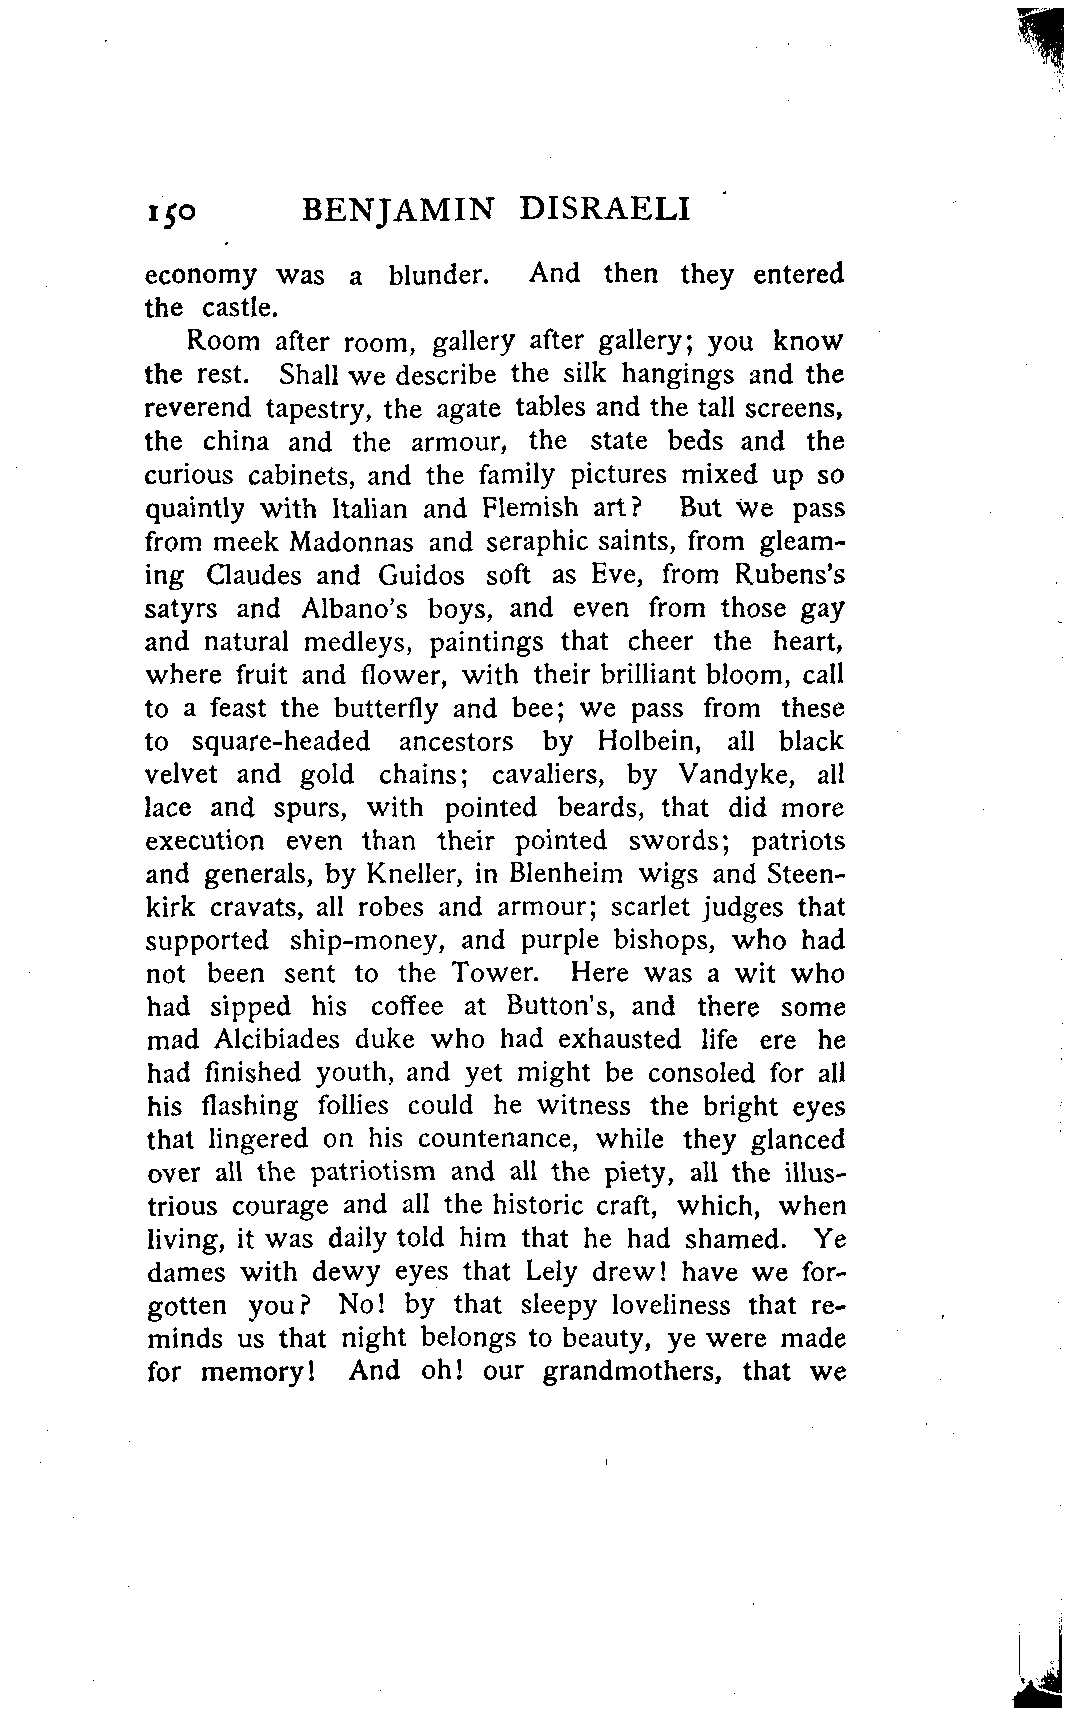 150 BENJAMIN DISRAELI
economy was a blunder. And then they entered
the castle.
Room after room, gallery after gallery; you know
the rest. Shall we describe the silk hangings and the
reverend tapestry, the agate tables and the tall screens,
the china and the armour, the state beds and the
curious cabinets, and the family pictures mixed up so
quaintly with Italian and Flemish art? But we pass
from meek Madonnas and seraphic saints, from gleam-
ing Claudes and Guidos soft as Eve, from Rubens's
satyrs and Albano's boys, and even from those gay
and natural medleys, paintings that cheer the heart,
where fruit and flower, with their brilliant bloom, call
to a feast the butterfly and bee; we pass from these
to square-headed ancestors by Holbein, all black
velvet and gold chains; cavaliers, by Vandyke, all
lace and spurs, with pointed beards, that did more
execution even than their pointed swords; patriots
and generals, by Kneller, in Blenheim wigs and Steen-
kirk cravats, all robes and armour; scarlet judges that
supported ship-money, and purple bishops, who had
not been sent to the Tower. Here was a wit who
had sipped his coffee at Button's, and there some
mad Alcibiades duke who had exhausted life ere he
had finished youth, and yet might be consoled for all
his flashing follies could he witness the bright eyes
that lingered on his countenance, while they glanced
over all the patriotism and all the piety, all the illus-
trious courage and all the historic craft, which, when
living, it was daily told him that he had shamed. Ye
dames with dewy eyes that Lely drew! have we for-
gotten you? No! by that sleepy loveliness that re-
minds us that night belongs to beauty, ye were made
for memory! And oh! our grandmothers, that we